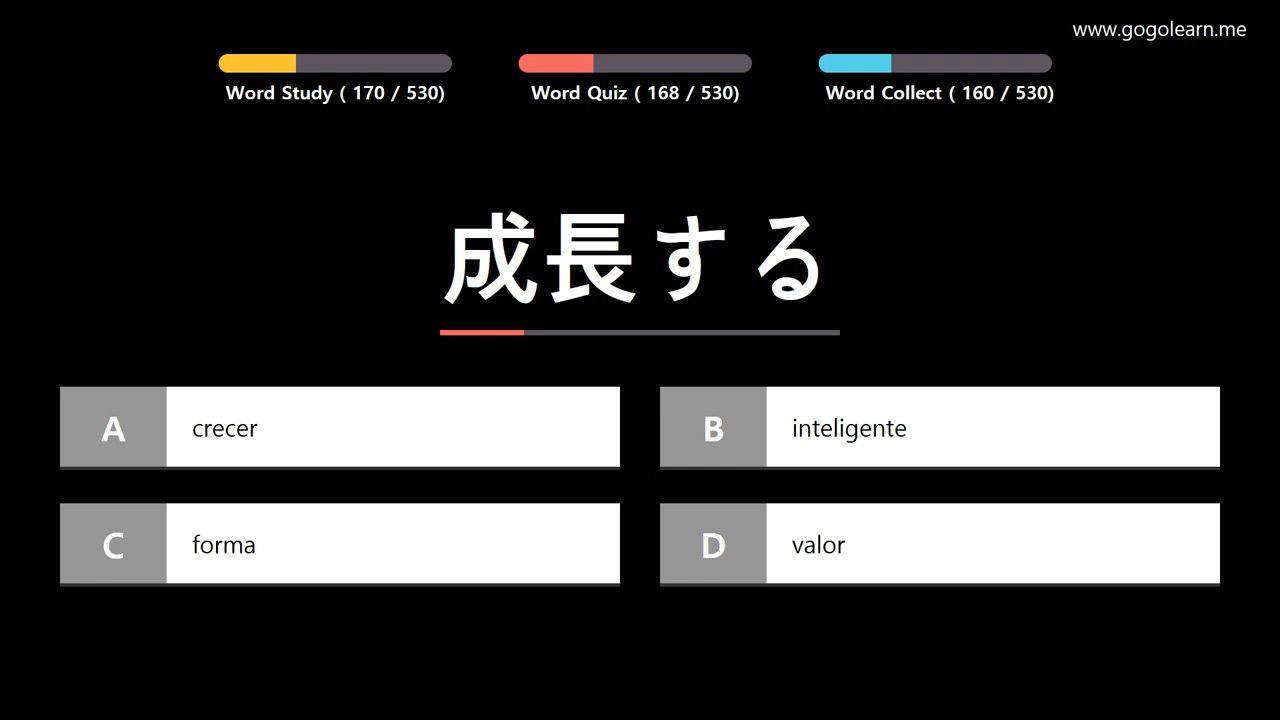 www.gogolearn.me
Word Study ( 170 / 530)
Word Quiz ( 168 / 530)
Word Collect ( 160 / 530)
成長する
A crecer
B inteligente
C forma
D valor